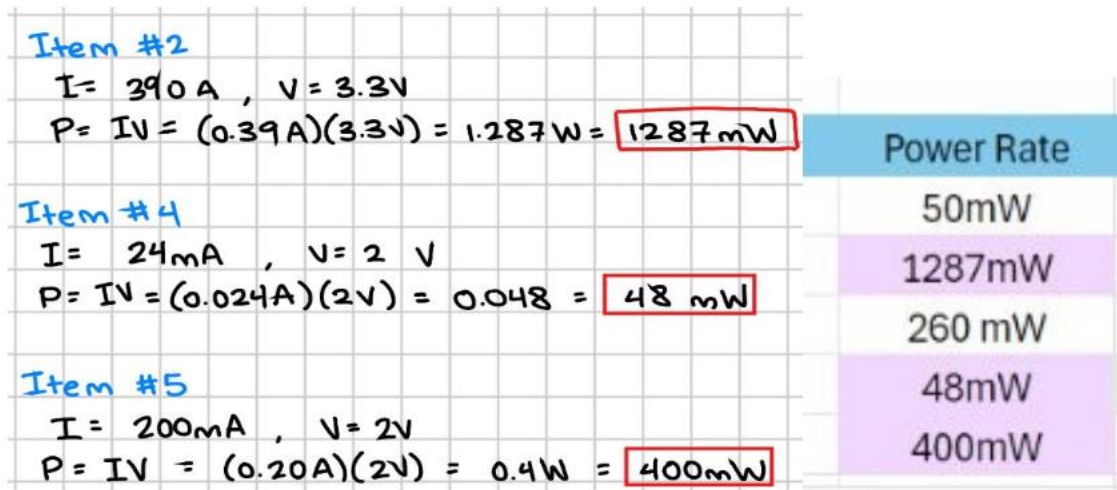 Item #2
I= 390 A , V = 3.3V
P= IV = (0.39A)(3.3V) = 1.287W = 1287mW
Item #4
I= 24mA , V= 2 V
P= IV = (0.024A)(2V) = 0.048 = 48 mW
Item #5
I= 200mA , V= 2V
P= IV = (0.20A)(2V) = 0.4W = 400mW
Power Rate
50mW
1287mW
260 mW
48mW
400mW